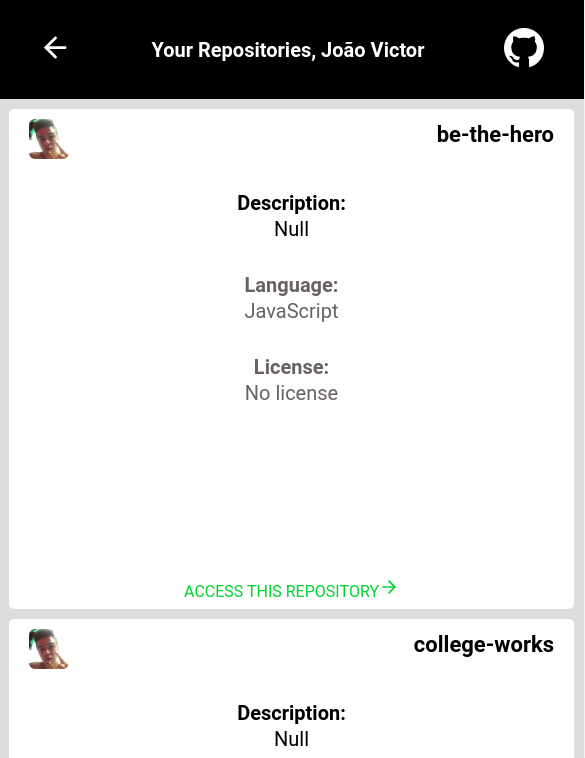 Your Repositories, João Victor
be-the-hero
Description:
Null
Language:
JavaScript
License:
No license
ACCESS THIS REPOSITORY
college-works
Description:
Null